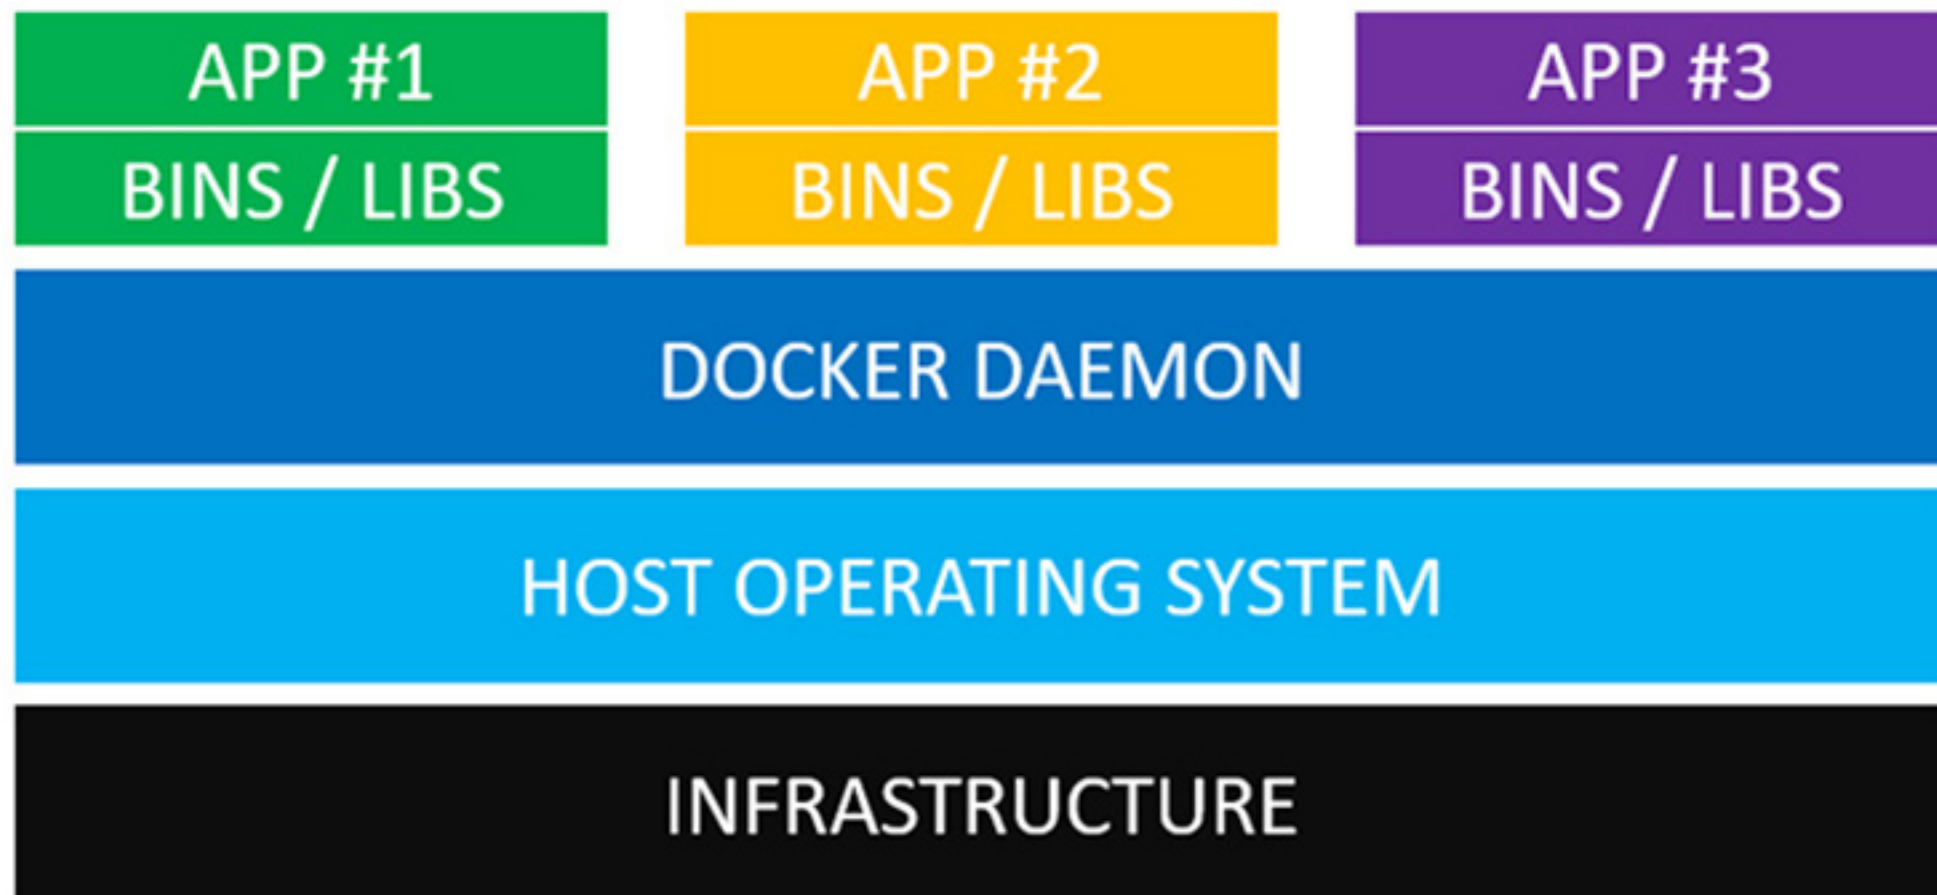 APP #1
BINS / LIBS
APP #2
BINS / LIBS
APP #3
BINS / LIBS
DOCKER DAEMON
HOST OPERATING SYSTEM
INFRASTRUCTURE